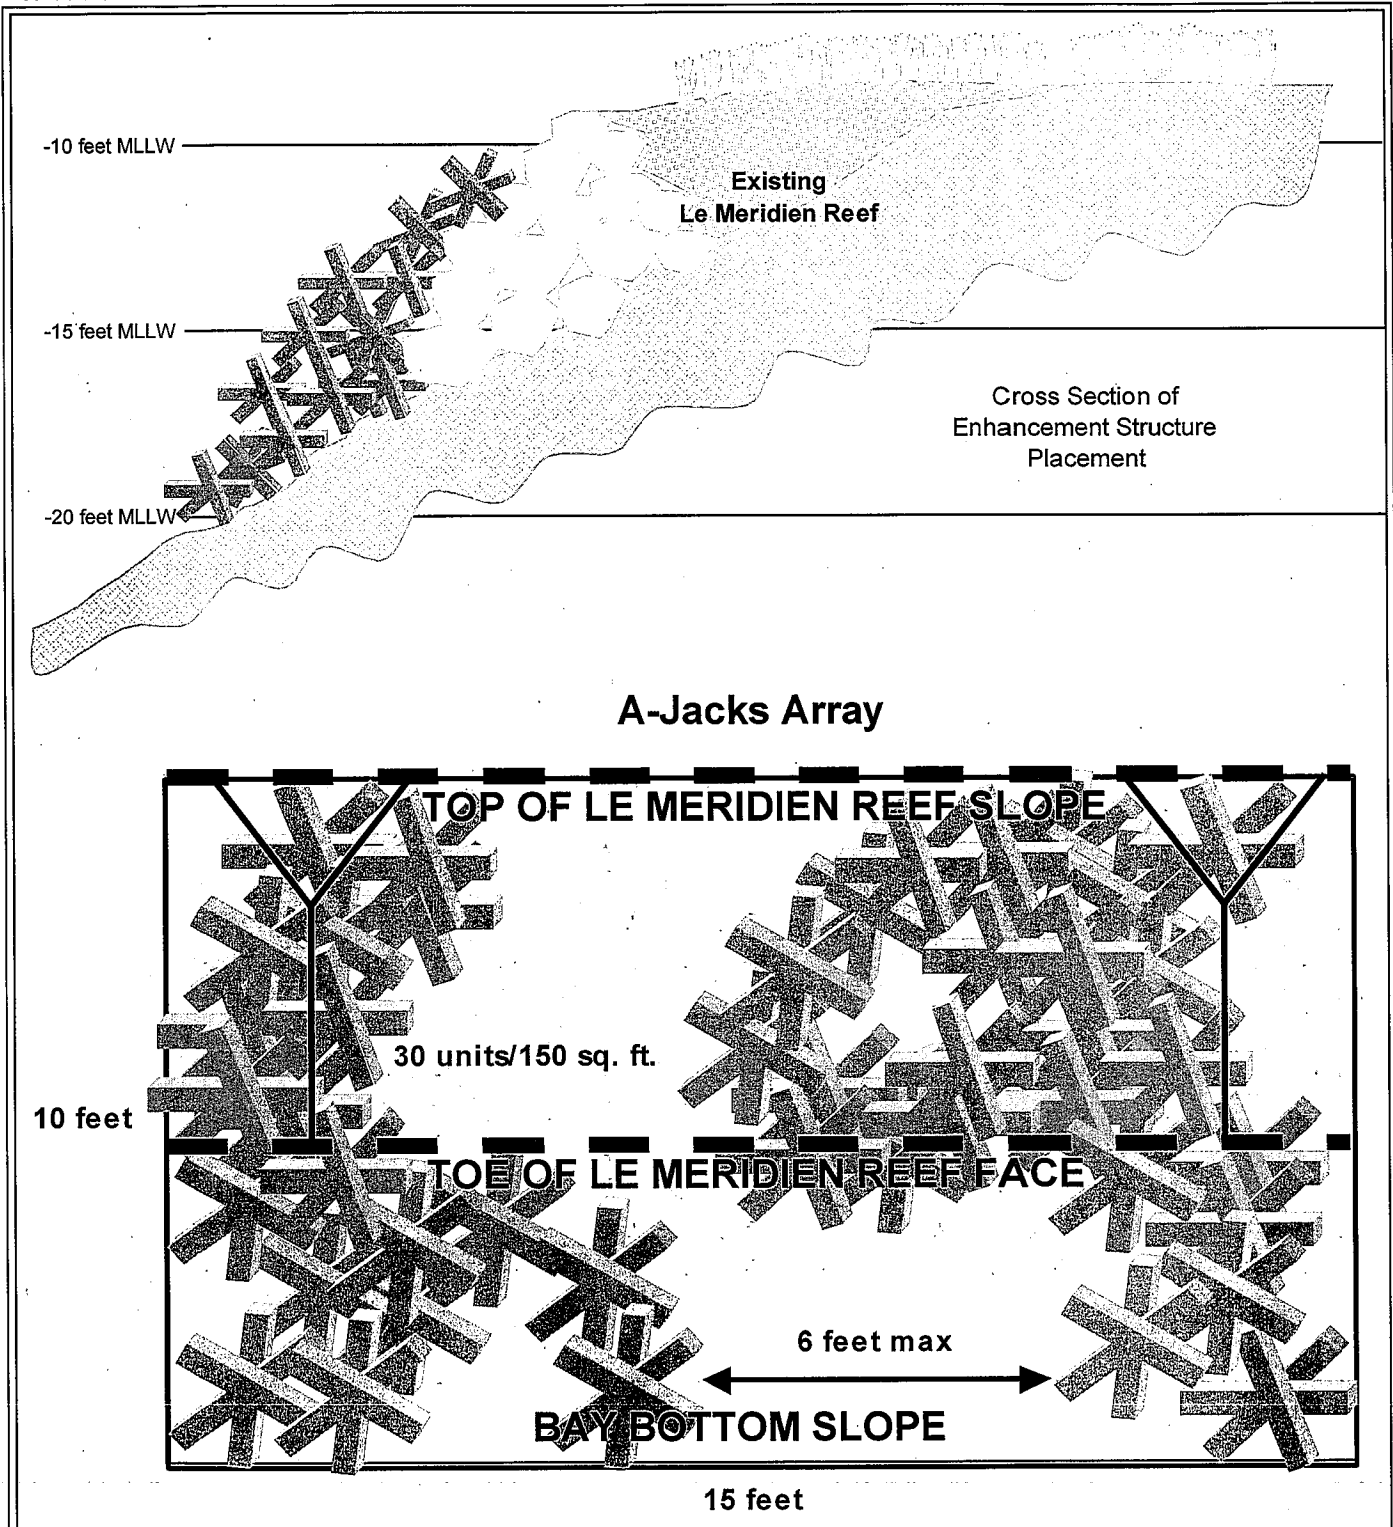 -10 feet MLLW
Existing
Le Meridien Reef
-15 feet MLLW
Cross Section of
Enhancement Structure
Placement
-20 feet MLLW
A-Jacks Array
TOP OF LE MERIDIEN REEF SLOPE
30 units/150 sq. ft.
10 feet
TOE OF LE MERIDIEN REEF FACE
6 feet max
BAY BOTTOM SLOPE
15 feet